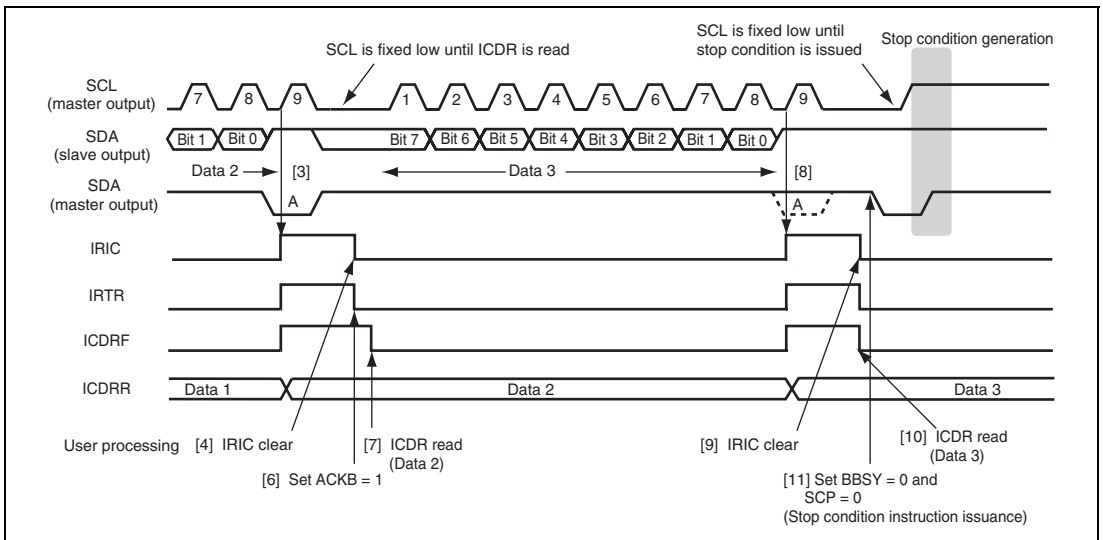 SCL is fixed low until ICDR is read
SCL is fixed low until
stop condition is issued
Stop condition generation
SCL
(master output)
7 8 9 1 2 3 4 5 6 7 8 9
SDA
(slave output)
Bit 1 Bit 0 Bit 7 Bit 6 Bit 5 Bit 4 Bit 3 Bit 2 Bit 1 Bit 0
Data 2 [3] Data 3 [8]
SDA
(master output)
A A
IRIC
IRTR
ICDRF
ICDRR
Data 1 Data 2 Data 3
User processing
[4] IRIC clear
[7] ICDR read
(Data 2)
[6] Set ACKB = 1
[9] IRIC clear
[10] ICDR read
(Data 3)
[11] Set BBSY = 0 and
SCP = 0
(Stop condition instruction issuance)